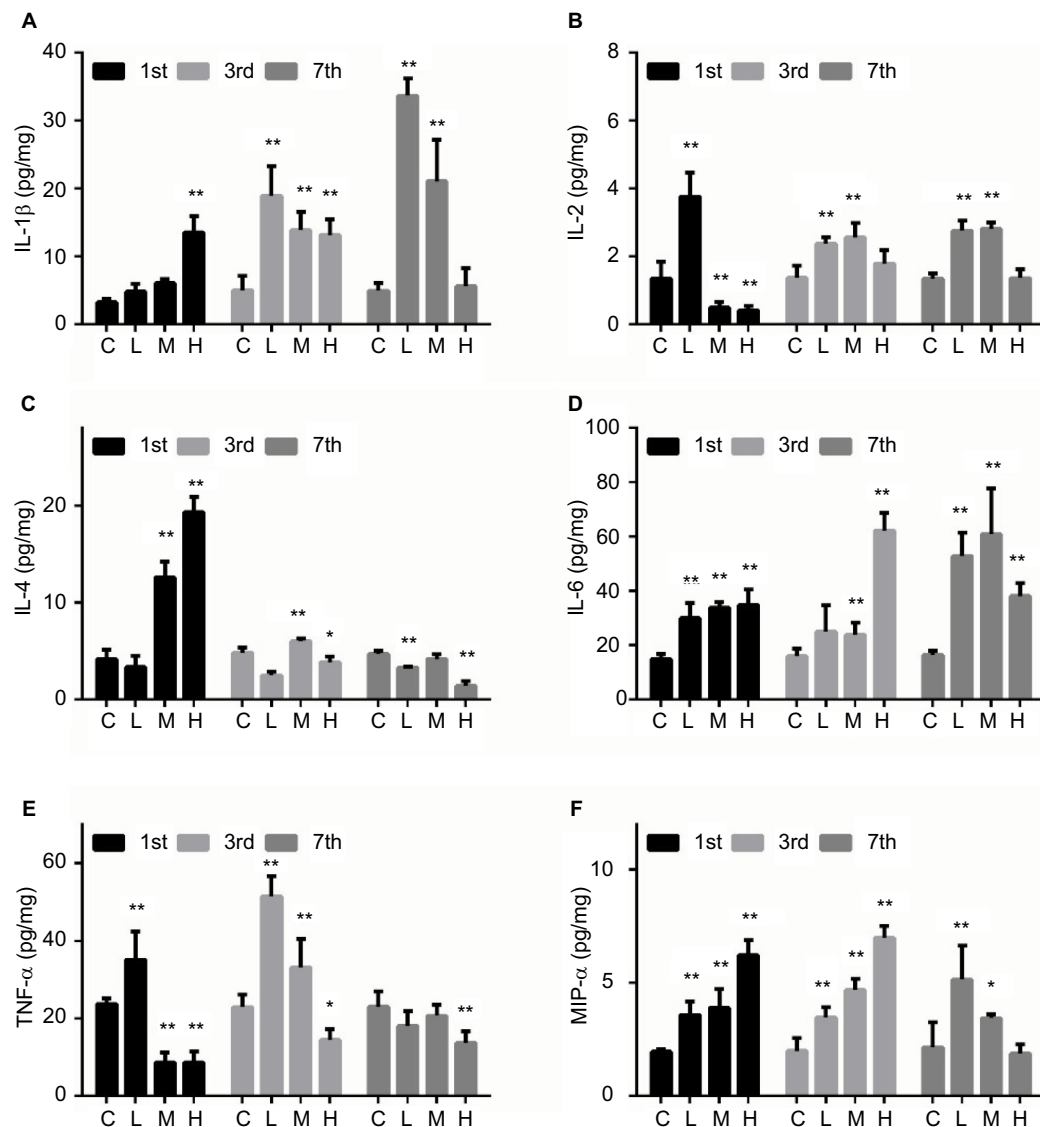 A
40
30
20
10
0
IL-1β (pg/mg)
1st 3rd 7th
** ** ** ** ** **
C L M H C L M H C L M H
B
8
6
4
2
0
IL-2 (pg/mg)
1st 3rd 7th
** ** ** ** ** ** **
C L M H C L M H C L M H
C
20
10
0
IL-4 (pg/mg)
1st 3rd 7th
** ** ** * ** **
C L M H C L M H C L M H
D
100
80
60
40
20
0
IL-6 (pg/mg)
1st 3rd 7th
** ** ** ** ** ** ** **
C L M H C L M H C L M H
E
60
40
20
0
TNF-α (pg/mg)
1st 3rd 7th
** ** ** ** ** * **
C L M H C L M H C L M H
F
10
5
0
MIP-α (pg/mg)
1st 3rd 7th
** ** ** ** ** ** ** *
C L M H C L M H C L M H